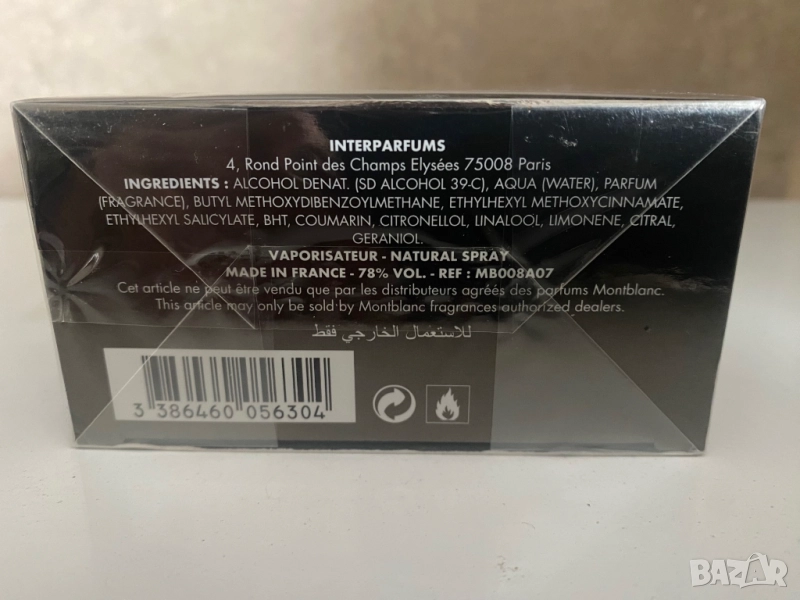 INTERPARFUMS
4, Rond Point des Champs Elysées 75008 Paris
INGREDIENTS : ALCOHOL DENAT. (SD ALCOHOL 39-C), AQUA (WATER), PARFUM
(FRAGRANCE), BUTYL METHOXYDIBENZOYLMETHANE, ETHYLHEXYL METHOXYCINNAMATE,
ETHYLHEXYL SALICYLATE, BHT, COUMARIN, CITRONELLOL, LINALOOL, LIMONENE, CITRAL,
GERANIOL.
VAPORISATEUR - NATURAL SPRAY
MADE IN FRANCE - 78% VOL. - REF : MB008A07
Cet article ne peut être vendu que par les distributeurs agréés des parfums Montblanc.
This article may only be sold by Montblanc fragrances authorized dealers.
للاستعمال الخارجي فقط
3 386460 056304
BAZAR